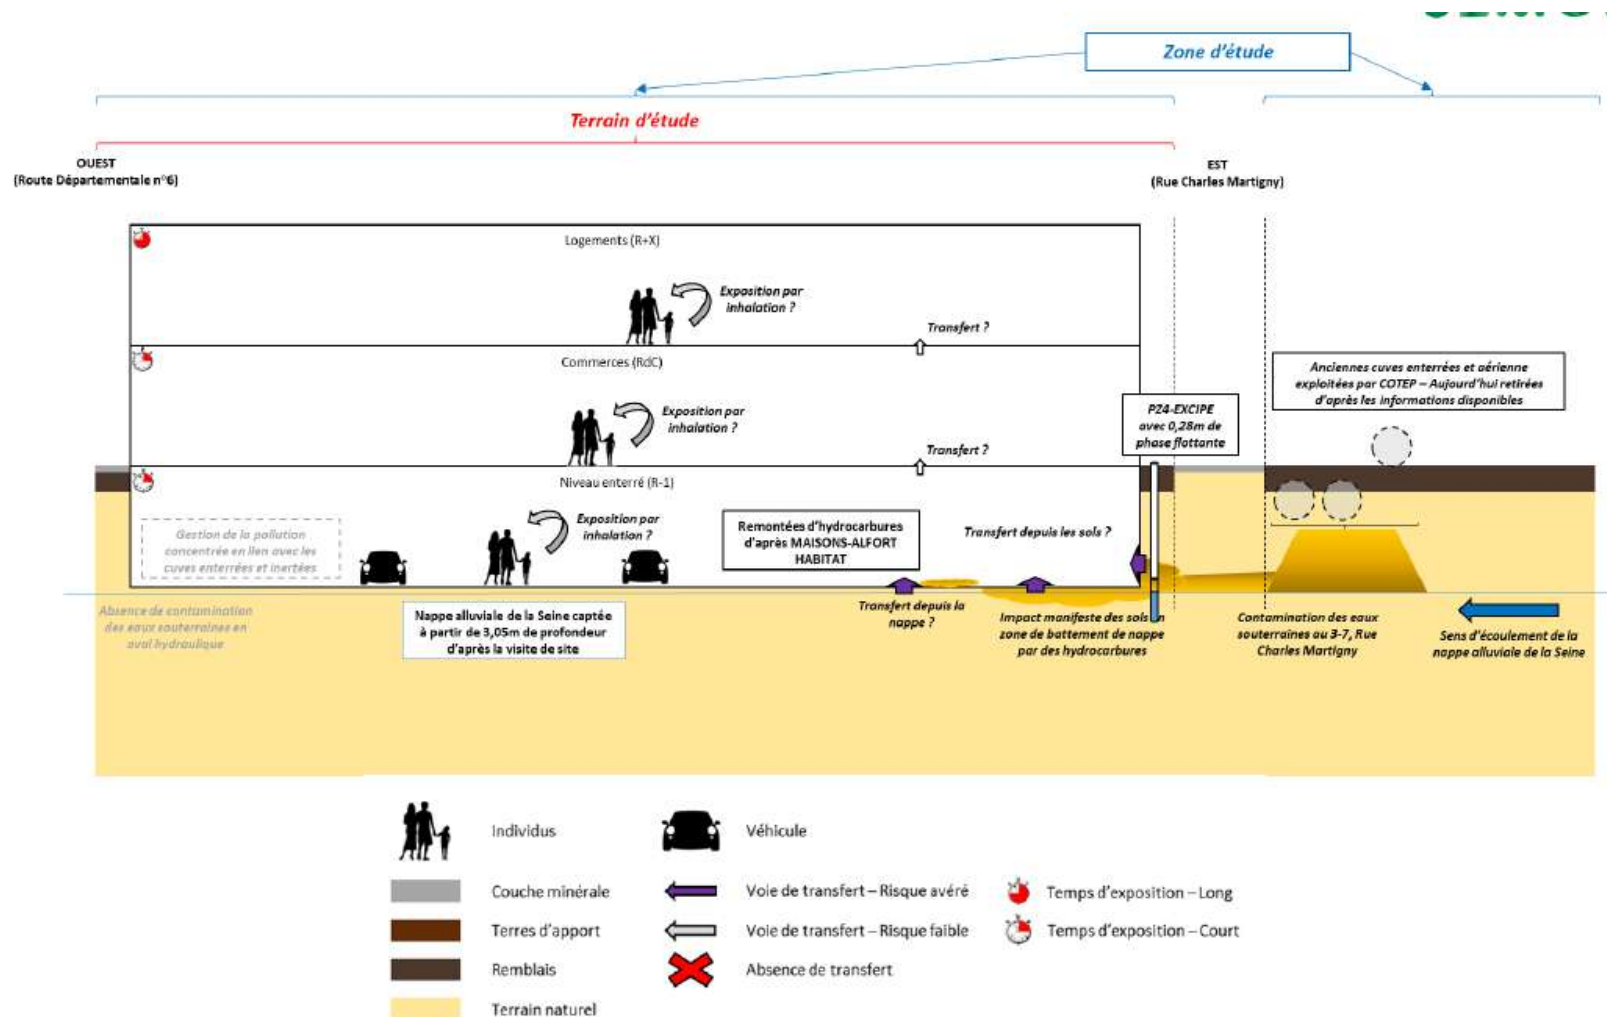 Zone d'étude
Terrain d'étude
OUEST
(Route Départementale n°6)
EST
(Rue Charles Martigny)
Logements (R+X)
Exposition par
inhalation ?
Transfert ?
Commerces (RdC)
Exposition par
inhalation ?
Transfert ?
Anciennes cuves enterrées et aérienne
exploitées par COTEP – Aujourd'hui retirées
d'après les informations disponibles
PZ4-EXCIPE
avec 0,28m de
phase flottante
Niveau enterré (R-1)
Exposition par
inhalation ?
Gestion de la pollution
concentrée en lien avec les
cuves enterrées et inertées
Remontées d'hydrocarbures
d'après MAISONS-ALFORT
HABITAT
Transfert depuis les sols ?
Absence de contamination
des eaux souterraines en
aval hydraulique
Nappe alluviale de la Seine captée
à partir de 3,05m de profondeur
d'après la visite de site
Transfert depuis la
nappe ?
Impact manifeste des sols en
zone de battement de nappe
par des hydrocarbures
Contamination des eaux
souterraines au 3-7, Rue
Charles Martigny
Sens d'écoulement de la
nappe alluviale de la Seine
Individus
Véhicule
Couche minérale
Voie de transfert – Risque avéré
Temps d'exposition – Long
Terres d'apport
Voie de transfert – Risque faible
Temps d'exposition – Court
Remblais
Absence de transfert
Terrain naturel